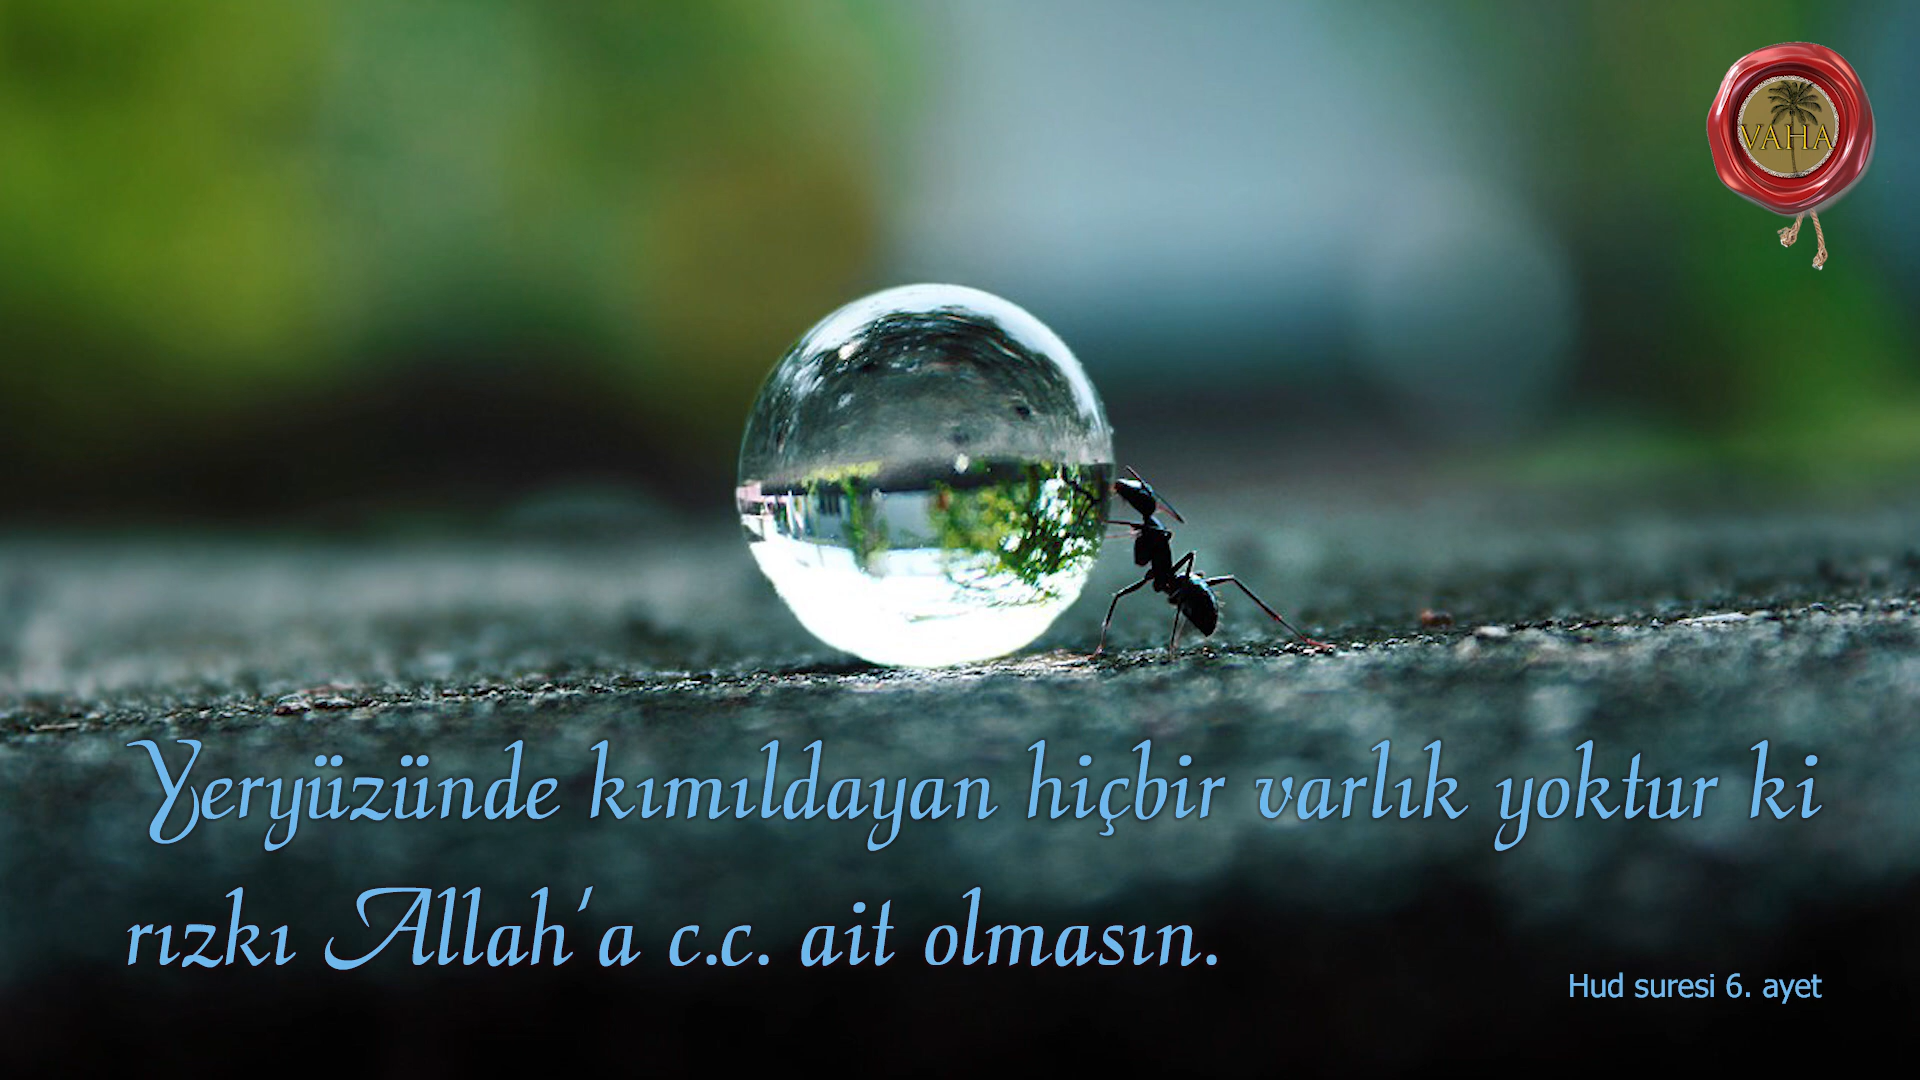 VAHA
Yeryüzünde kımıldayan hiçbir varlık yoktur ki
rızkı Allah'a c.c. ait olmasın.
Hud suresi 6. ayet